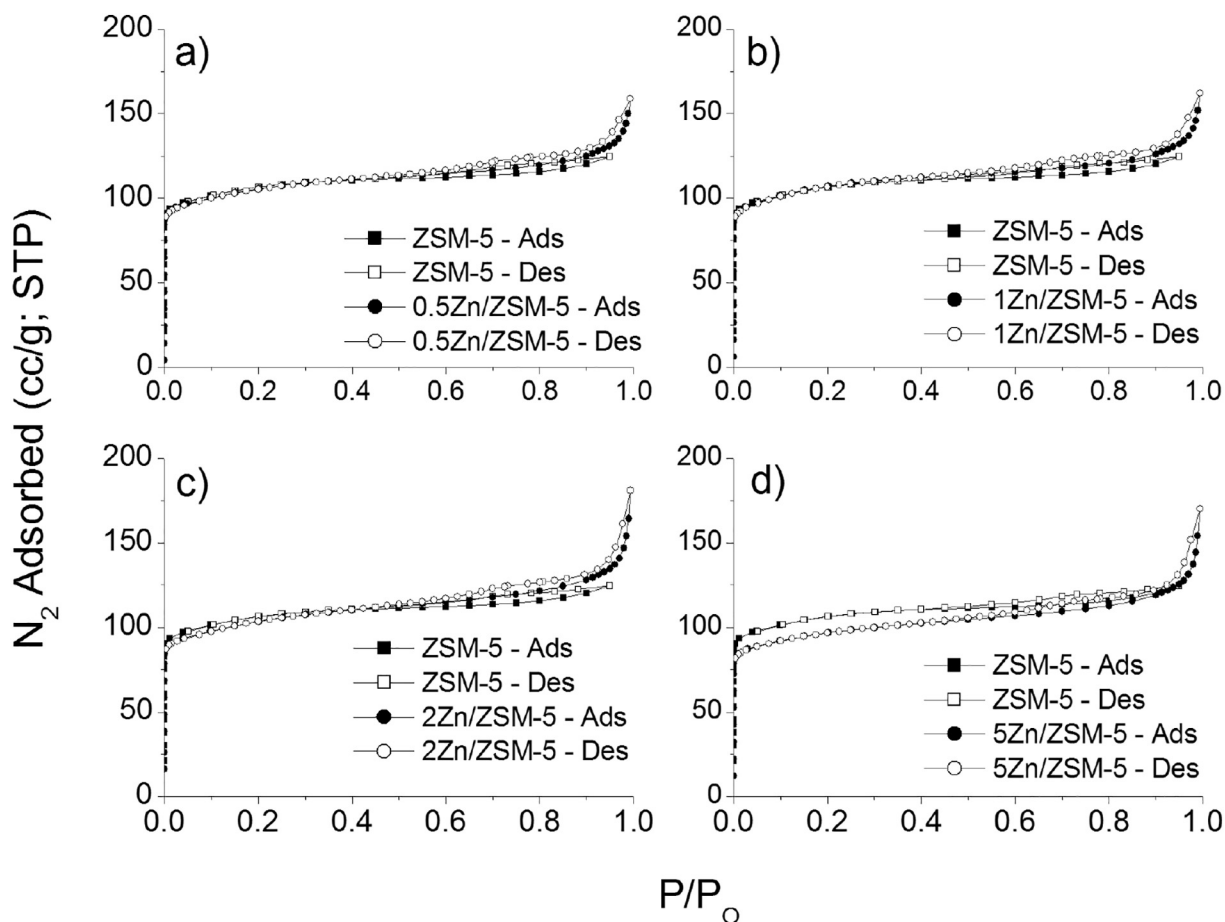 N₂ Adsorbed (cc/g; STP)
a)
200
150
100
50
0
0.0 0.2 0.4 0.6 0.8 1.0
ZSM-5 - Ads
ZSM-5 - Des
0.5Zn/ZSM-5 - Ads
0.5Zn/ZSM-5 - Des
b)
200
150
100
50
0
0.0 0.2 0.4 0.6 0.8 1.0
ZSM-5 - Ads
ZSM-5 - Des
1Zn/ZSM-5 - Ads
1Zn/ZSM-5 - Des
c)
200
150
100
50
0
0.0 0.2 0.4 0.6 0.8 1.0
ZSM-5 - Ads
ZSM-5 - Des
2Zn/ZSM-5 - Ads
2Zn/ZSM-5 - Des
d)
200
150
100
50
0
0.0 0.2 0.4 0.6 0.8 1.0
ZSM-5 - Ads
ZSM-5 - Des
5Zn/ZSM-5 - Ads
5Zn/ZSM-5 - Des
P/P_O